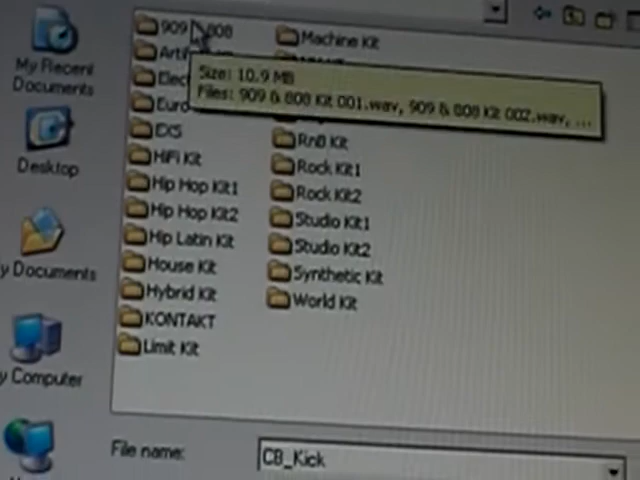 My Recent
Documents
Desktop
y Documents
y Computer
909 808
Machine Kit
Size: 10.9 MB
Files: 909 & 808 Kit 001.wav, 909 & 808 Kit 002.wav, ...
Elec
Euro
EXS
HiFi Kit
Hip Hop Kit1
Hip Hop Kit2
Hip Latin Kit
House Kit
Hybrid Kit
KONTAKT
Limit Kit
RnB Kit
Rock Kit1
Rock Kit2
Studio Kit1
Studio Kit2
Synthetic Kit
World Kit
File name:
CB_Kick